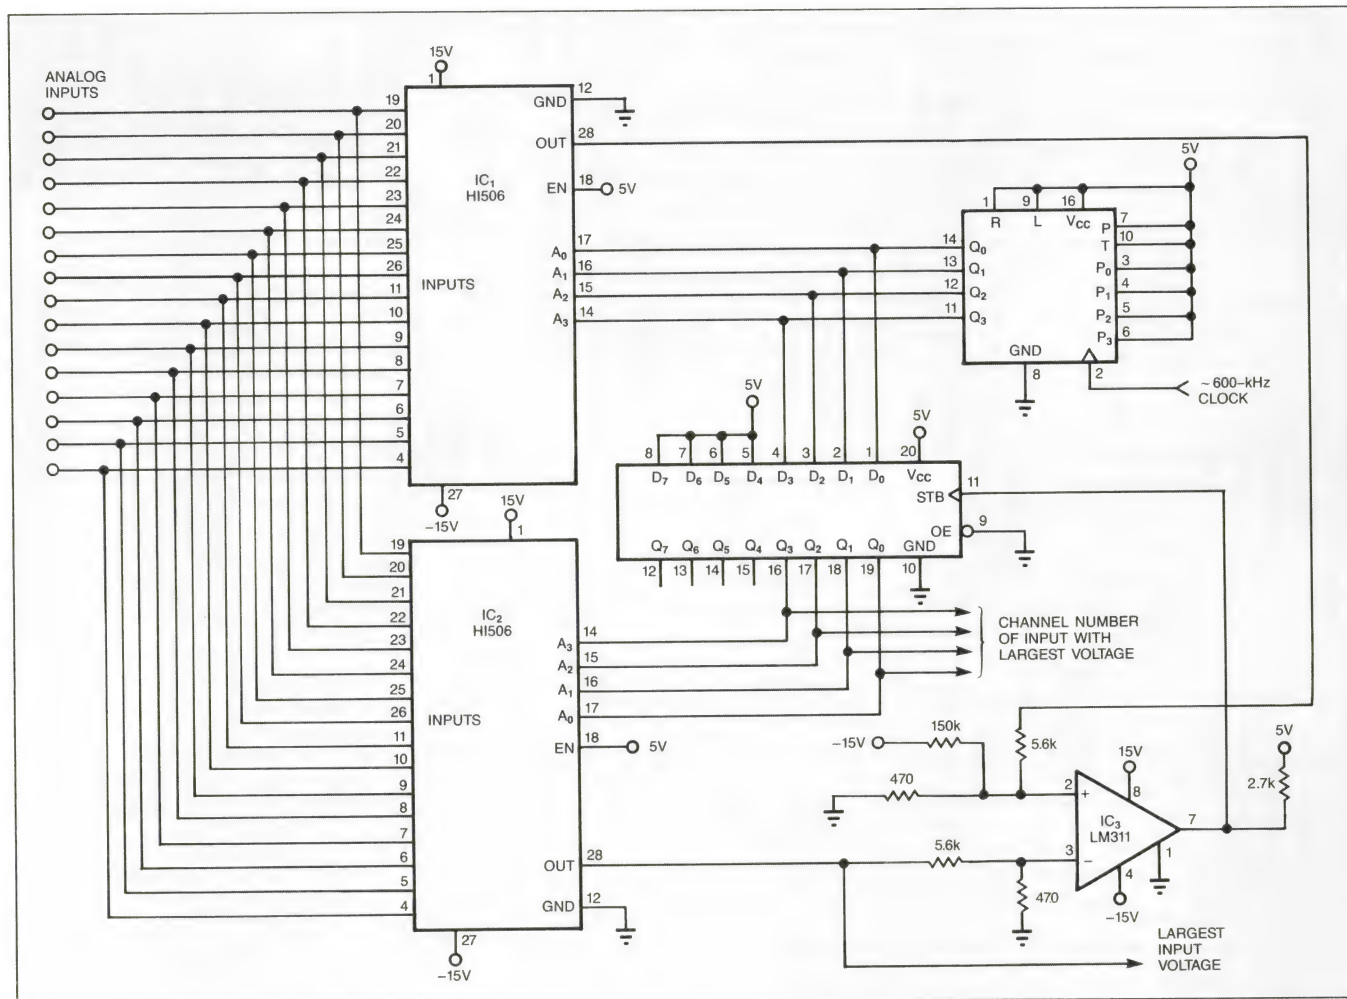 ANALOG
INPUTS
15V
1
19
20
21
22
23
24
25
26
11
10
9
8
7
6
5
4
IC1
HI506
INPUTS
GND
12
OUT
28
EN
18
5V
A0
17
A1
16
A2
15
A3
14
27
-15V
5V
1
9
16
R
L
VCC
14
Q0
13
Q1
12
Q2
11
Q3
P
7
T
10
P0
3
P1
4
P2
5
P3
6
GND
8
2
~600-kHz
CLOCK
5V
5V
8
7
6
5
4
3
2
1
20
D7
D6
D5
D4
D3
D2
D1
D0
VCC
STB
11
OE
9
Q7
Q6
Q5
Q4
Q3
Q2
Q1
Q0
GND
12
13
14
15
16
17
18
19
10
CHANNEL NUMBER
OF INPUT WITH
LARGEST VOLTAGE
15V
1
19
20
21
22
23
24
25
26
11
10
9
8
7
6
5
4
IC2
HI506
INPUTS
A3
14
A2
15
A1
16
A0
17
EN
18
5V
OUT
28
GND
12
27
-15V
-15V
150k
5.6k
470
5.6k
470
2
+
3
−
IC3
LM311
15V
8
7
1
4
-15V
5V
2.7k
LARGEST
INPUT
VOLTAGE